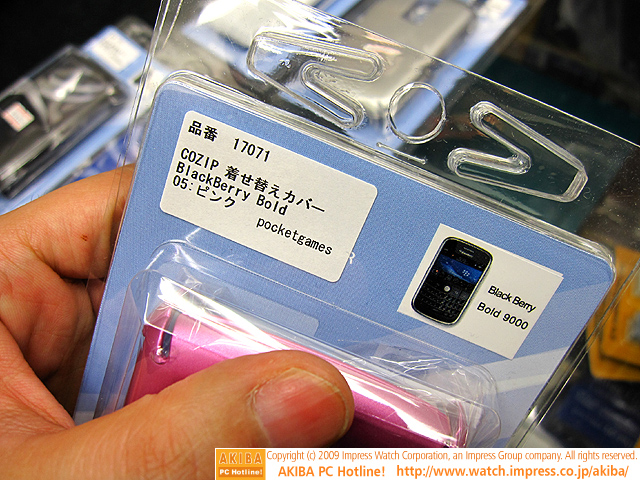 品番 17071
COZIP 着せ替えカバー
BlackBerry Bold
05:ピンク
pocketgames
Black Berry
Bold 9000
AKIBA
PC Hotline!
Copyright (c) 2009 Impress Watch Corporation, an Impress Group company. All rights reserved.
AKIBA PC Hotline! http://www.watch.impress.co.jp/akiba/